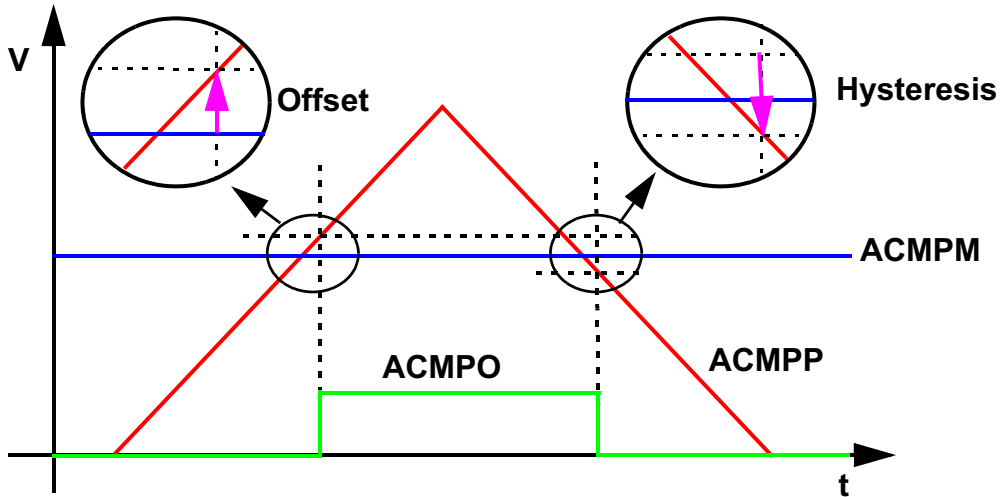 V
Offset
Hysteresis
ACMPM
ACMPO
ACMPP
t